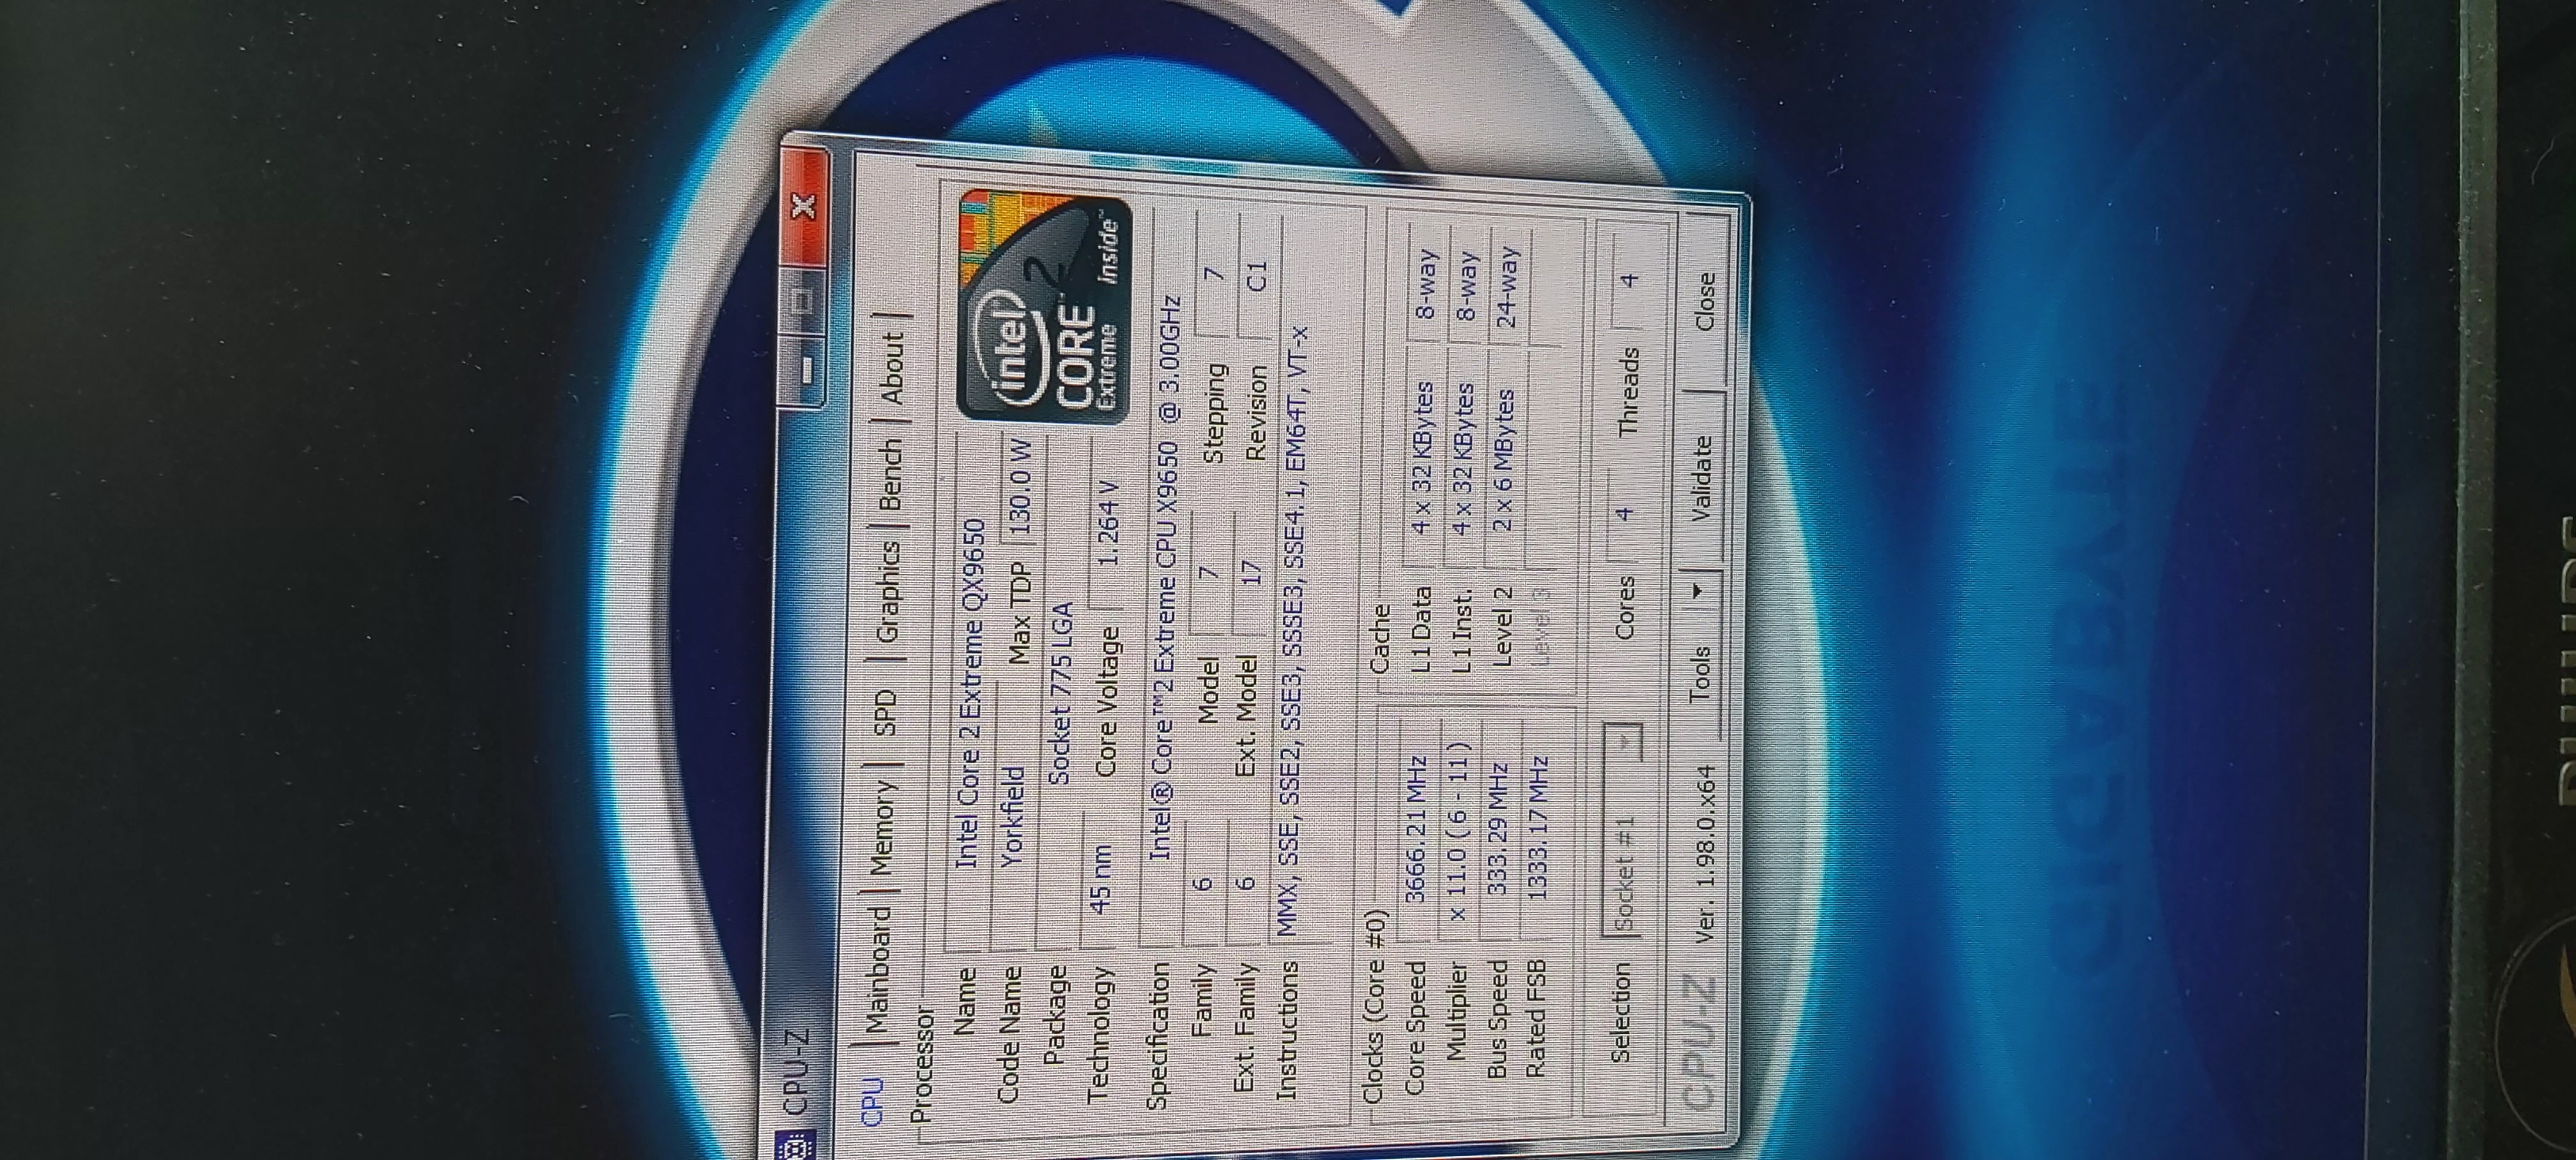 CPU-Z
CPU Mainboard Memory SPD Graphics Bench About
Processor
Name Intel Core 2 Extreme QX9650
Code Name Yorkfield Max TDP 130.0 W
Package Socket 775 LGA
Technology 45 nm Core Voltage 1.264 V
(intel)
CORE™2
Extreme inside™
Specification Intel® Core™2 Extreme CPU X9650 @ 3.00GHz
Family 6 Model 7 Stepping 7
Ext. Family 6 Ext. Model 17 Revision C1
Instructions MMX, SSE, SSE2, SSE3, SSSE3, SSE4.1, EM64T, VT-x
Clocks (Core #0) Cache
Core Speed 3666.21 MHz L1 Data 4 x 32 KBytes 8-way
Multiplier x 11.0 ( 6 - 11 ) L1 Inst. 4 x 32 KBytes 8-way
Bus Speed 333.29 MHz Level 2 2 x 6 MBytes 24-way
Rated FSB 1333.17 MHz Level 3
Selection Socket #1 Cores 4 Threads 4
CPU-Z Ver. 1.98.0.x64 Tools Validate Close